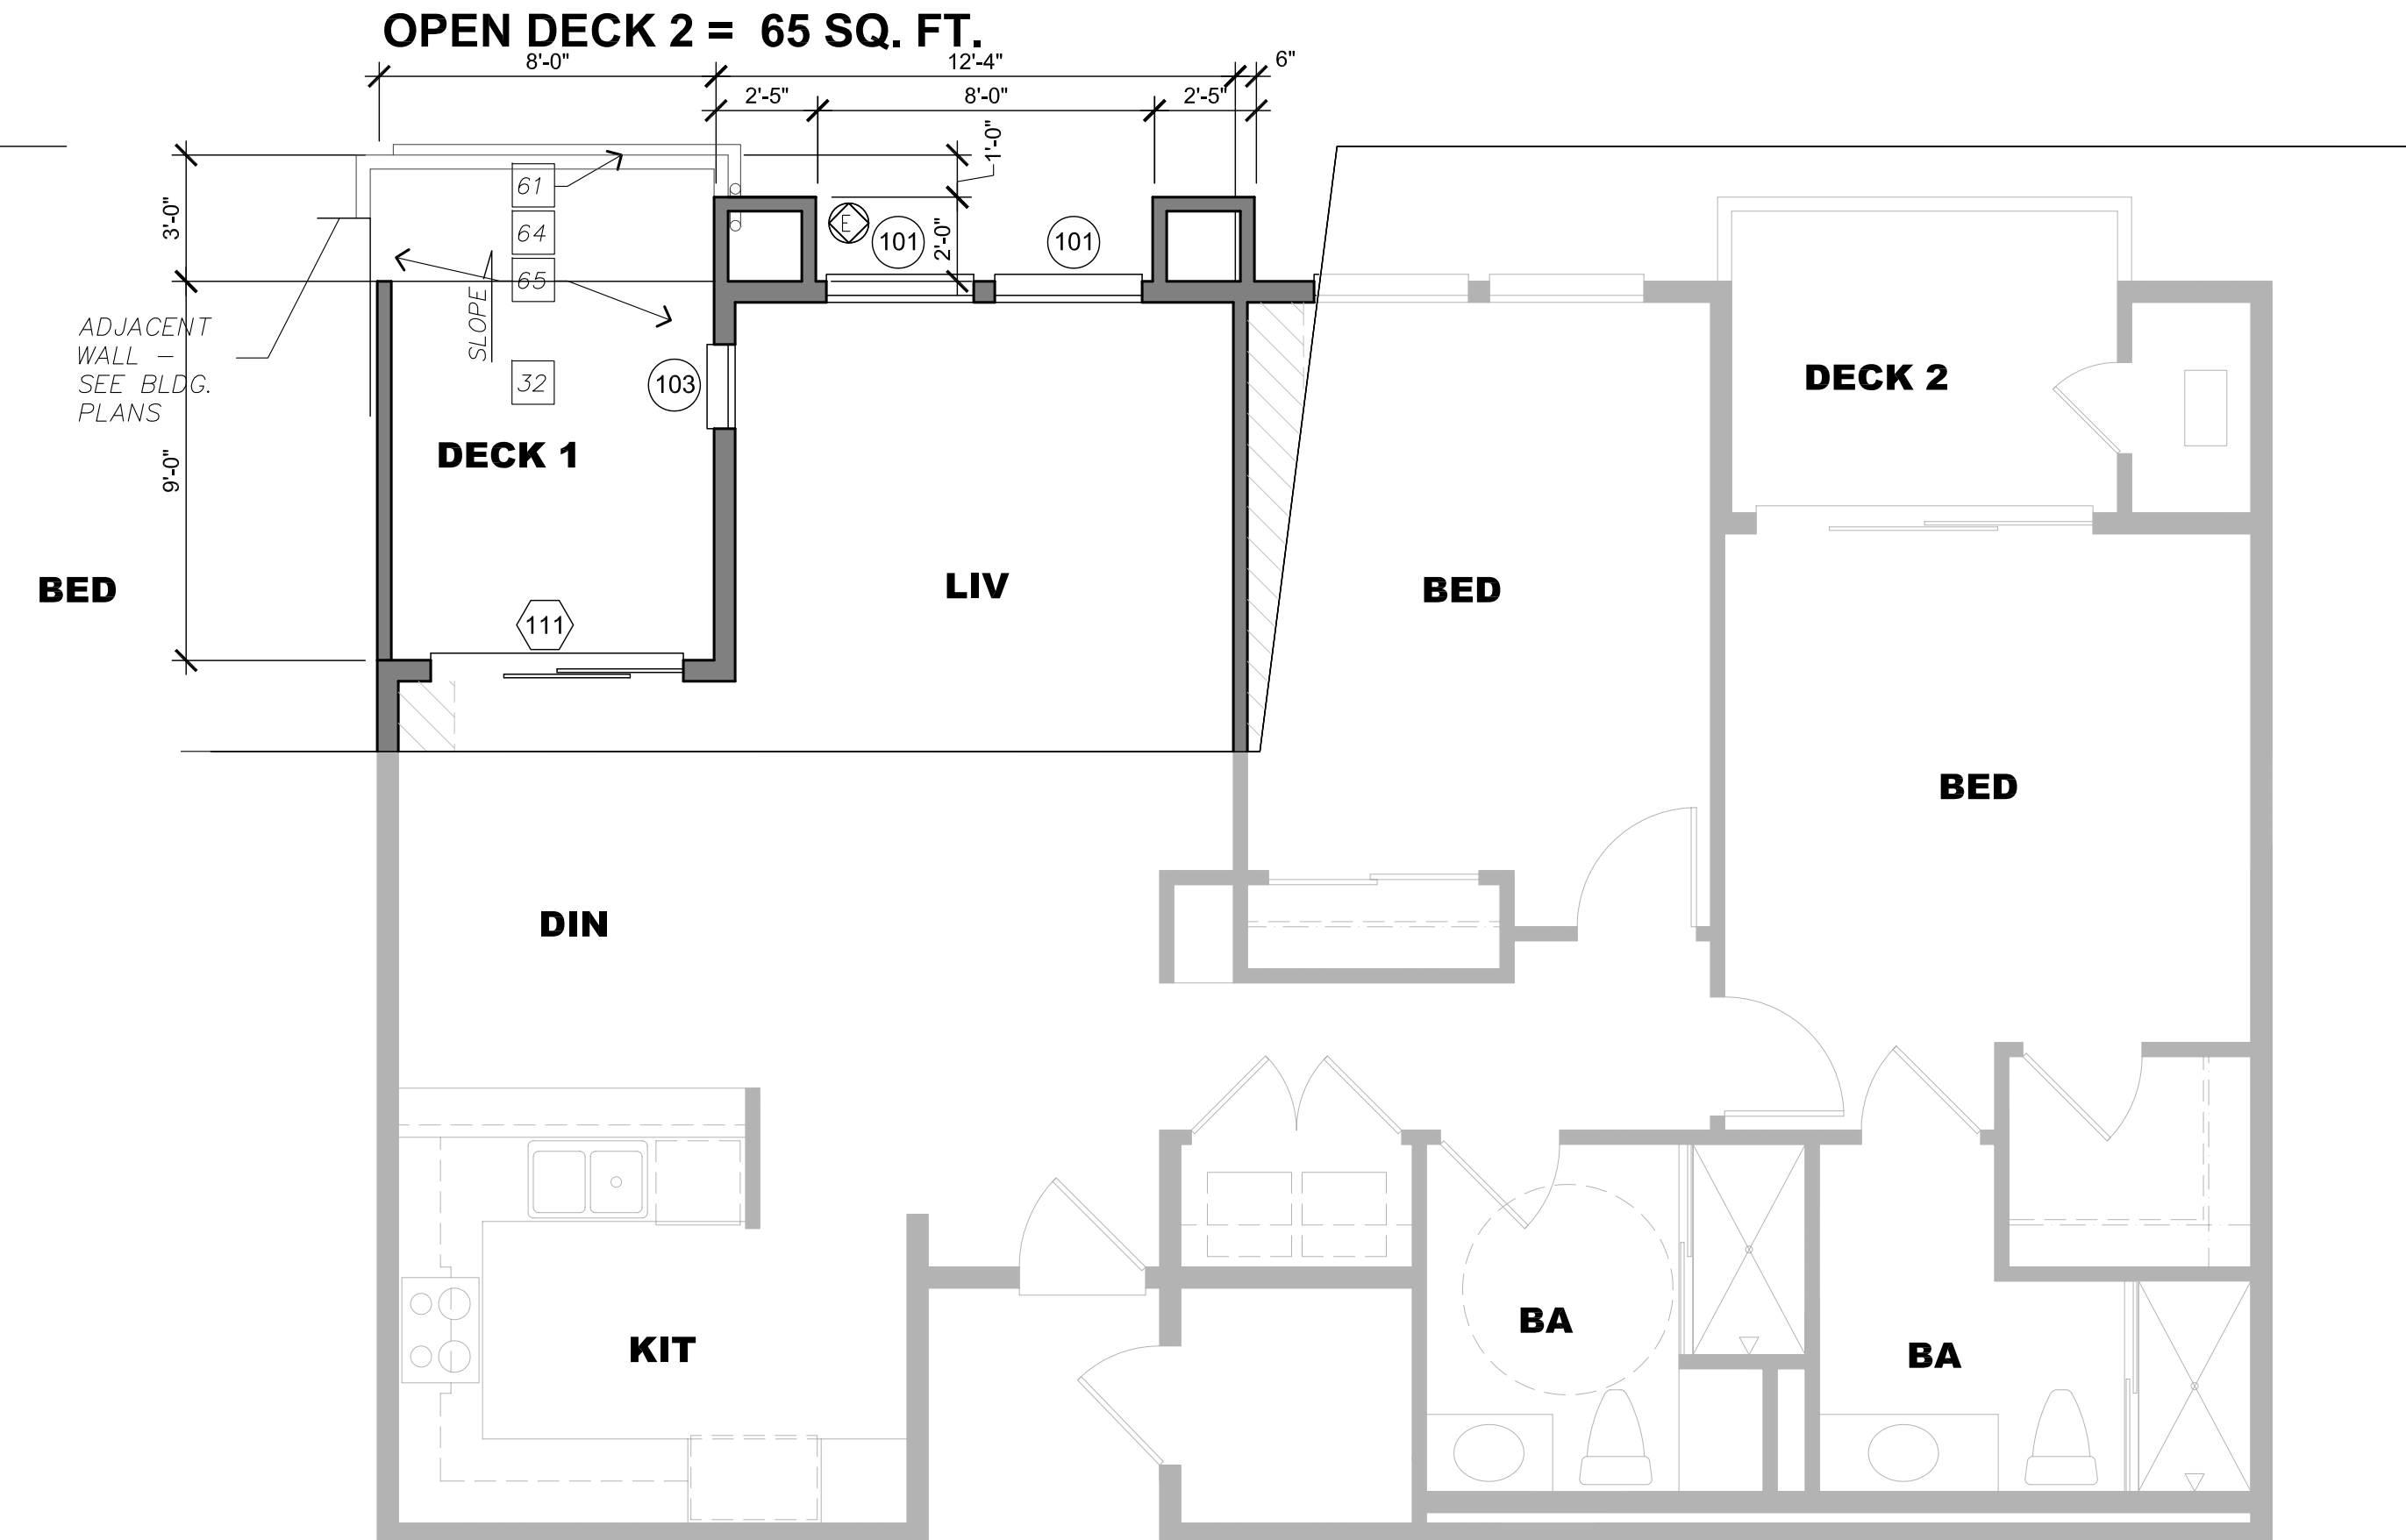 OPEN DECK 2 = 65 SQ. FT.
8'-0"
12'-4"
6"
2'-5"
8'-0"
2'-5"
1'-0"
61
3'-0"
64
E
101
101
2'-0"
65
SLOPE
ADJACENT
WALL –
SEE BLDG.
PLANS
32
103
DECK 2
DECK 1
9'-0"
BED
LIV
BED
111
BED
DIN
BA
KIT
BA